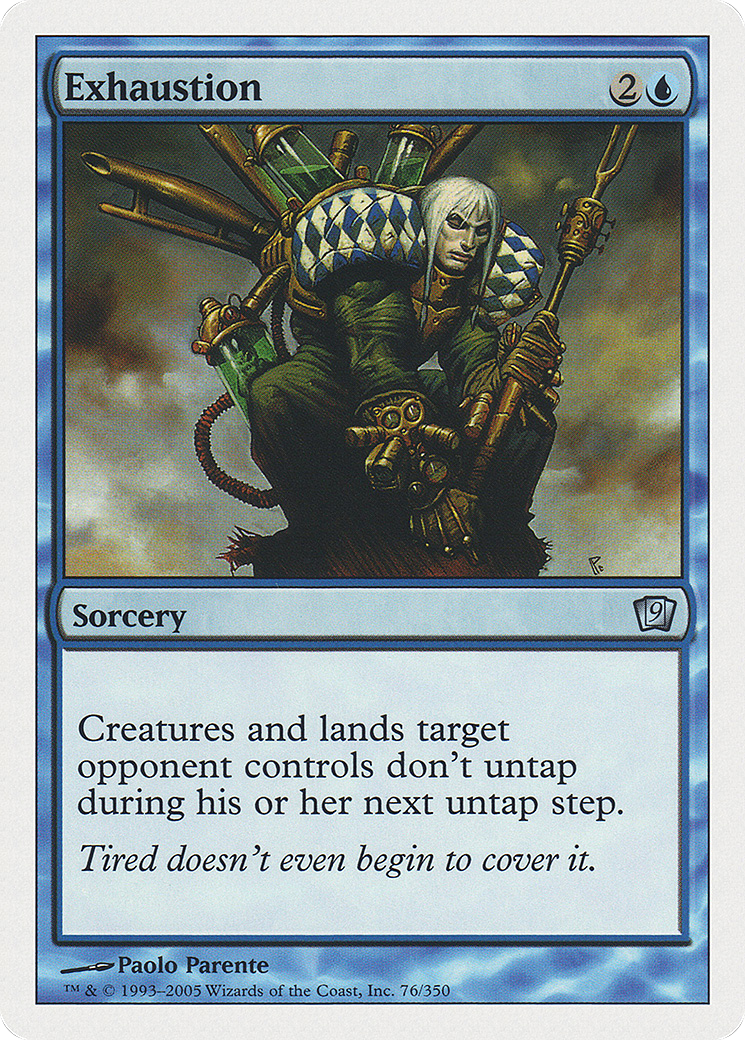 Exhaustion 2
Sorcery 9
Creatures and lands target
opponent controls don't untap
during his or her next untap step.
Tired doesn't even begin to cover it.
Paolo Parente
™ & © 1993–2005 Wizards of the Coast, Inc. 76/350